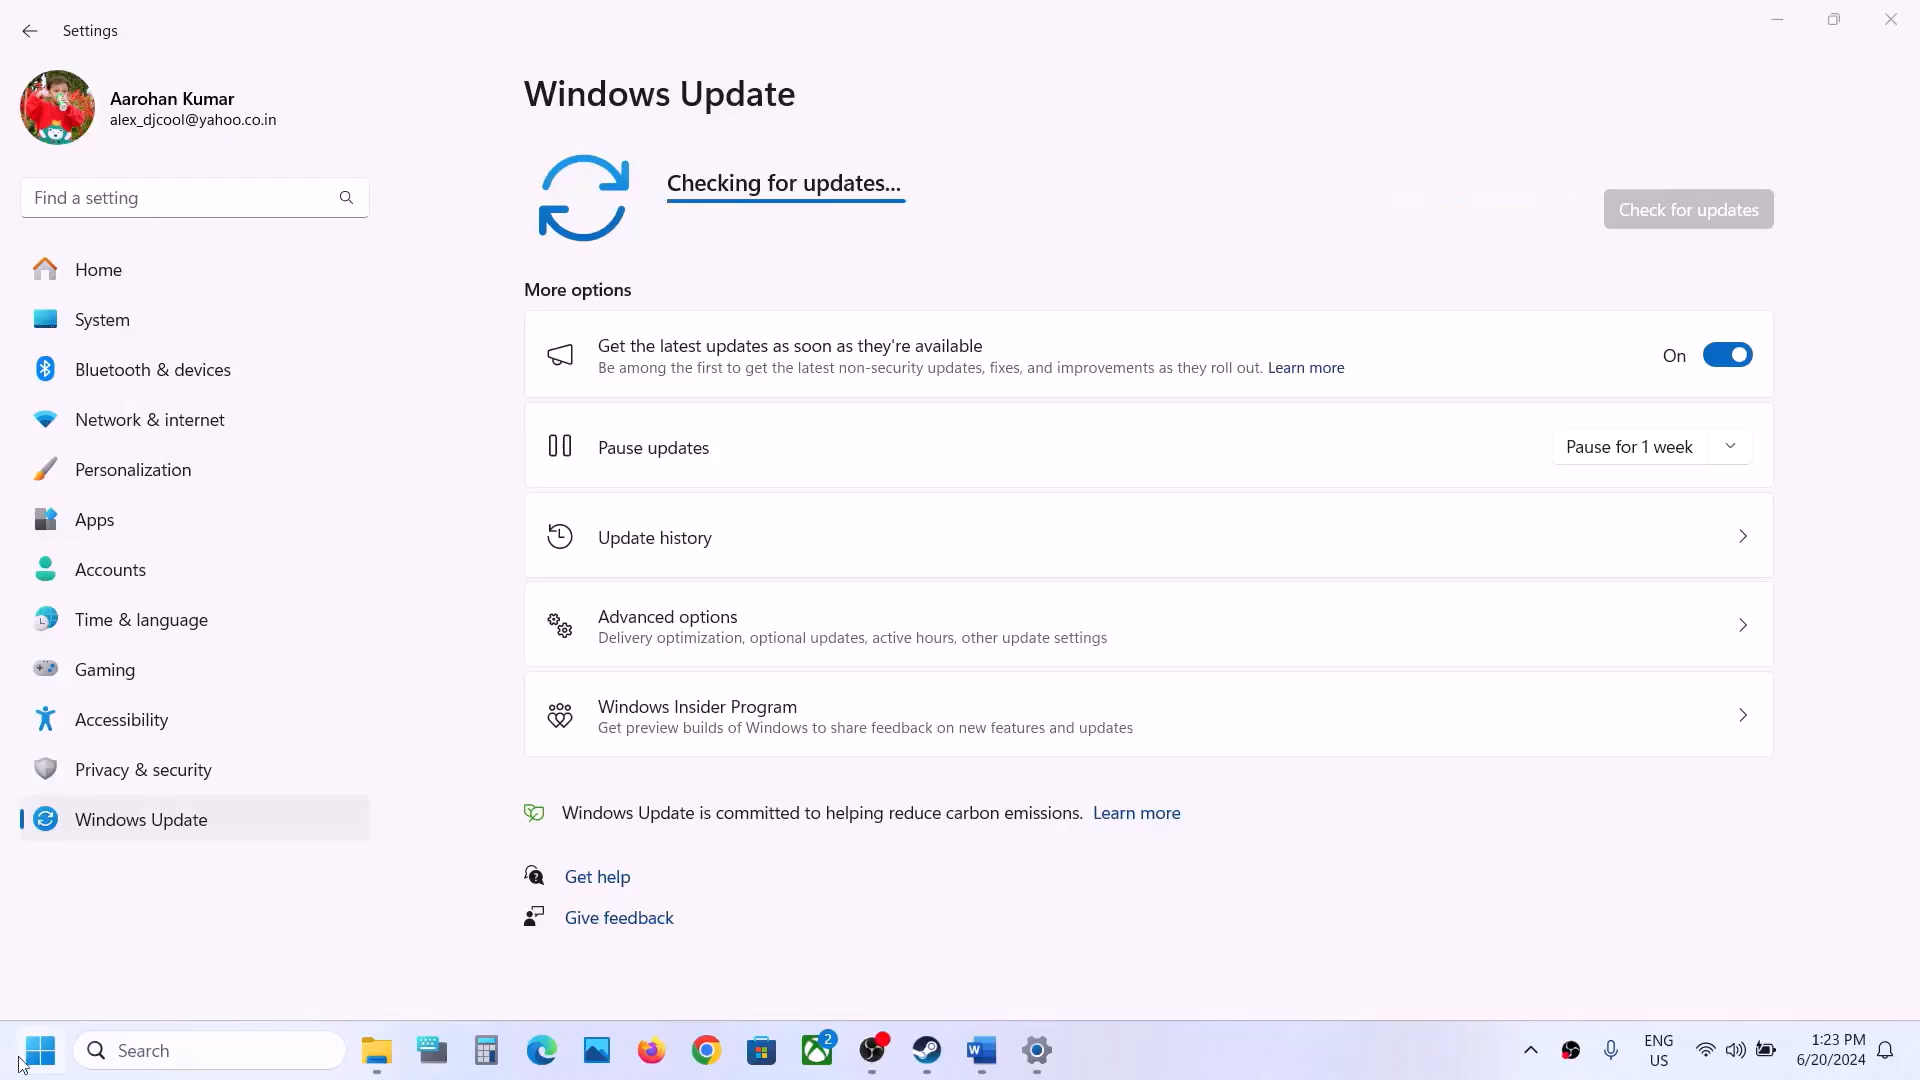 Settings
Aarohan Kumar
alex_djcool@yahoo.co.in
Find a setting
Home
System
Bluetooth & devices
Network & internet
Personalization
Apps
Accounts
Time & language
Gaming
Accessibility
Privacy & security
Windows Update
Windows Update
Checking for updates...
Check for updates
More options
Get the latest updates as soon as they're available
Be among the first to get the latest non-security updates, fixes, and improvements as they roll out. Learn more
On
Pause updates
Pause for 1 week
Update history
Advanced options
Delivery optimization, optional updates, active hours, other update settings
Windows Insider Program
Get preview builds of Windows to share feedback on new features and updates
Windows Update is committed to helping reduce carbon emissions. Learn more
Get help
Give feedback
Search
2
ENG
US
1:23 PM
6/20/2024